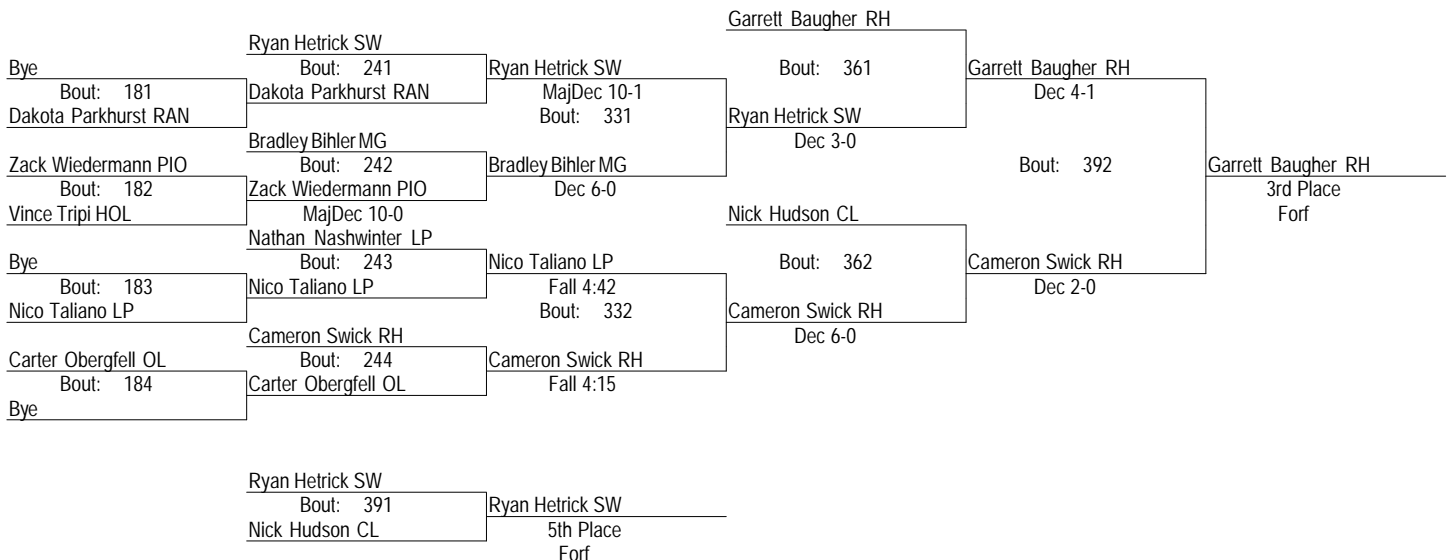 Garrett Baugher RH
Ryan Hetrick SW
Bye
Bout: 241
Ryan Hetrick SW
Bout: 361
Garrett Baugher RH
Bout: 181
Dakota Parkhurst RAN
MajDec 10-1
Dec 4-1
Dakota Parkhurst RAN
Bout: 331
Ryan Hetrick SW
Bradley Bihler MG
Dec 3-0
Zack Wiedermann PIO
Bout: 242
Bradley Bihler MG
Bout: 392
Garrett Baugher RH
Bout: 182
Zack Wiedermann PIO
Dec 6-0
3rd Place
Vince Tripi HOL
MajDec 10-0
Nick Hudson CL
Forf
Nathan Nashwinter LP
Bye
Bout: 243
Nico Taliano LP
Bout: 362
Cameron Swick RH
Bout: 183
Nico Taliano LP
Fall 4:42
Dec 2-0
Nico Taliano LP
Bout: 332
Cameron Swick RH
Cameron Swick RH
Dec 6-0
Carter Obergfell OL
Bout: 244
Cameron Swick RH
Bout: 184
Carter Obergfell OL
Fall 4:15
Bye
Ryan Hetrick SW
Bout: 391
Ryan Hetrick SW
Nick Hudson CL
5th Place
Forf